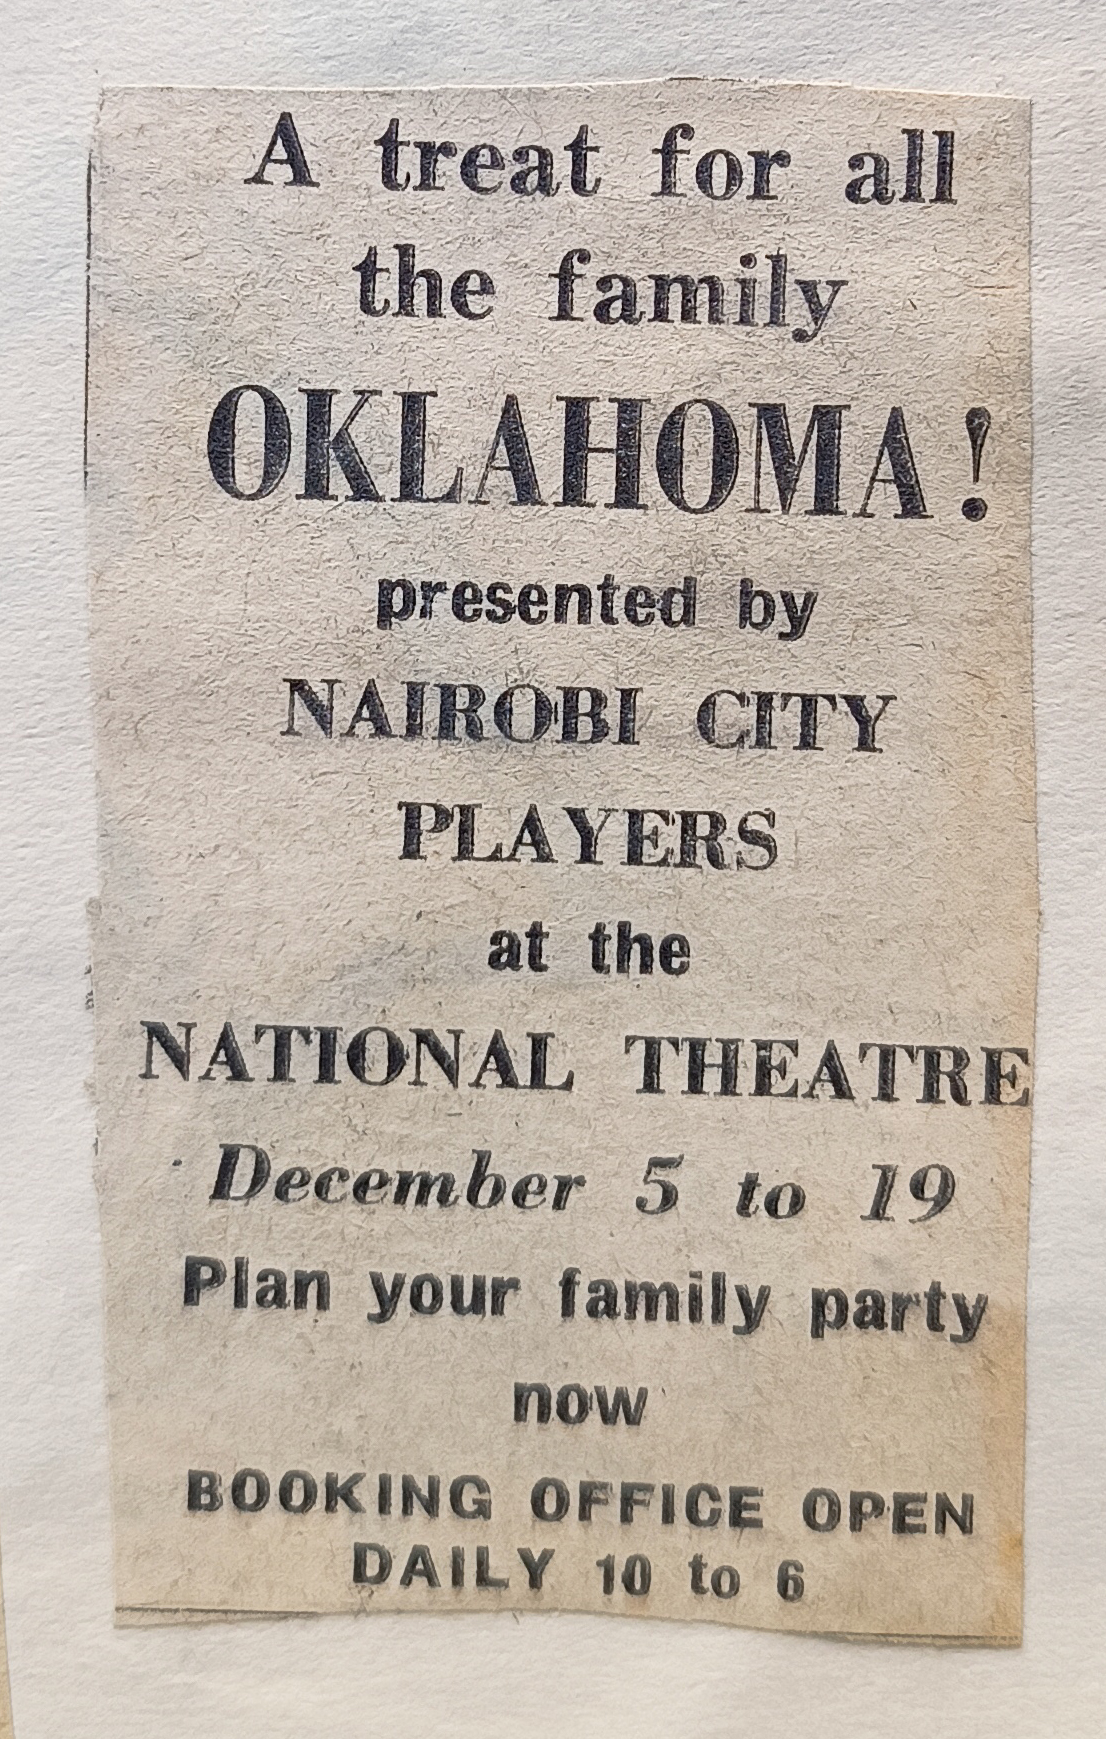 A treat for all
the family
OKLAHOMA!
presented by
NAIROBI CITY
PLAYERS
at the
NATIONAL THEATRE
December 5 to 19
Plan your family party
now
BOOKING OFFICE OPEN
DAILY 10 to 6